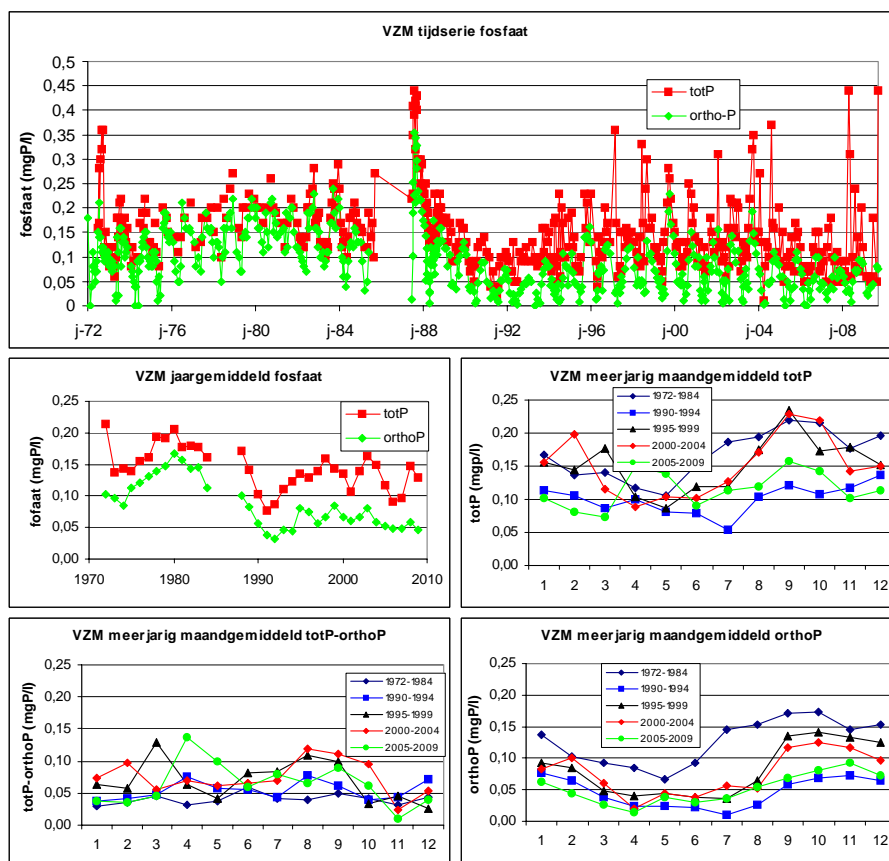 VZM tijdserie fosfaat
fosfaat (mgP/l)
0,5
0,45
0,4
0,35
0,3
0,25
0,2
0,15
0,1
0,05
0
totP
ortho-P
j-72 j-76 j-80 j-84 j-88 j-92 j-96 j-00 j-04 j-08
VZM jaargemiddeld fosfaat
fofaat (mgP/l)
0,25
0,20
0,15
0,10
0,05
0,00
totP
orthoP
1970 1980 1990 2000 2010
VZM meerjarig maandgemiddeld totP
totP (mgp/l)
0,25
0,20
0,15
0,10
0,05
0,00
1972-1984
1990-1994
1995-1999
2000-2004
2005-2009
1 2 3 4 5 6 7 8 9 10 11 12
VZM meerjarig maandgemiddeld totP-orthoP
totP-orthoP (mgP/l)
0,25
0,20
0,15
0,10
0,05
0,00
1972-1984
1990-1994
1995-1999
2000-2004
2005-2009
1 2 3 4 5 6 7 8 9 10 11 12
VZM meerjarig maandgemiddeld orthoP
orthoP (mgP/l)
0,25
0,20
0,15
0,10
0,05
0,00
1972-1984
1990-1994
1995-1999
2000-2004
2005-2009
1 2 3 4 5 6 7 8 9 10 11 12